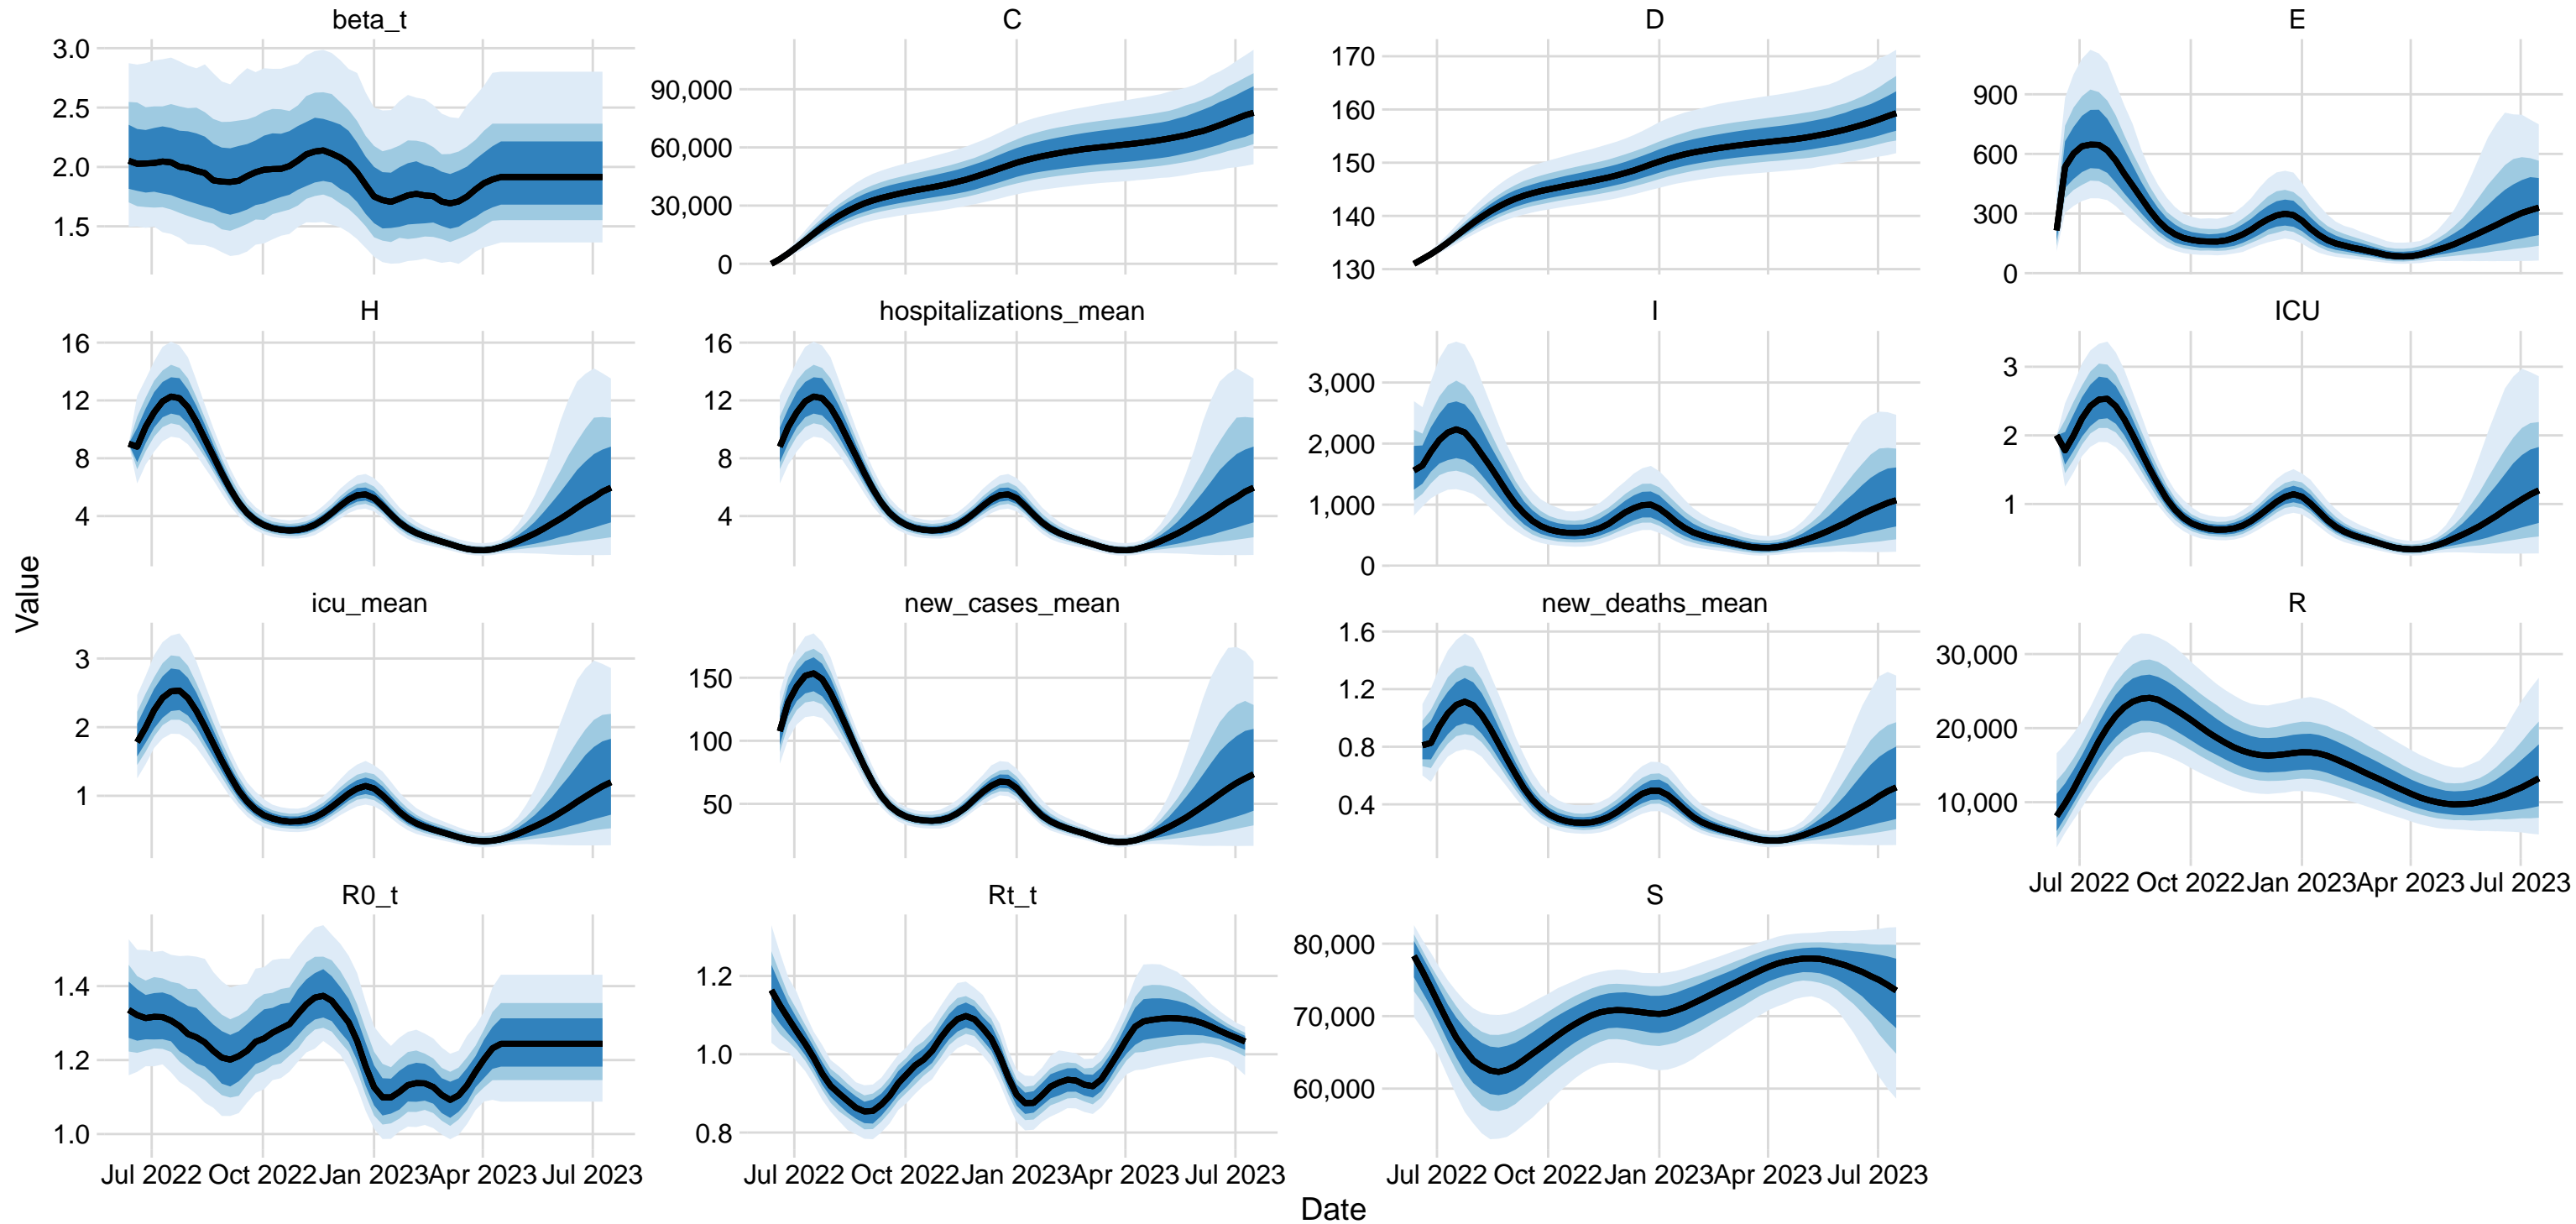 beta_t
3.0
2.5
2.0
1.5
C
90,000
60,000
30,000
0
D
170
160
150
140
130
E
900
600
300
0
H
16
12
8
4
hospitalizations_mean
16
12
8
4
I
3,000
2,000
1,000
0
ICU
3
2
1
Value
icu_mean
3
2
1
new_cases_mean
150
100
50
new_deaths_mean
1.6
1.2
0.8
0.4
R
30,000
20,000
10,000
Jul 2022 Oct 2022 Jan 2023 Apr 2023 Jul 2023
R0_t
1.4
1.2
1.0
Jul 2022 Oct 2022 Jan 2023 Apr 2023 Jul 2023
Rt_t
1.2
1.0
0.8
Jul 2022 Oct 2022 Jan 2023 Apr 2023 Jul 2023
S
80,000
70,000
60,000
Jul 2022 Oct 2022 Jan 2023 Apr 2023 Jul 2023
Date